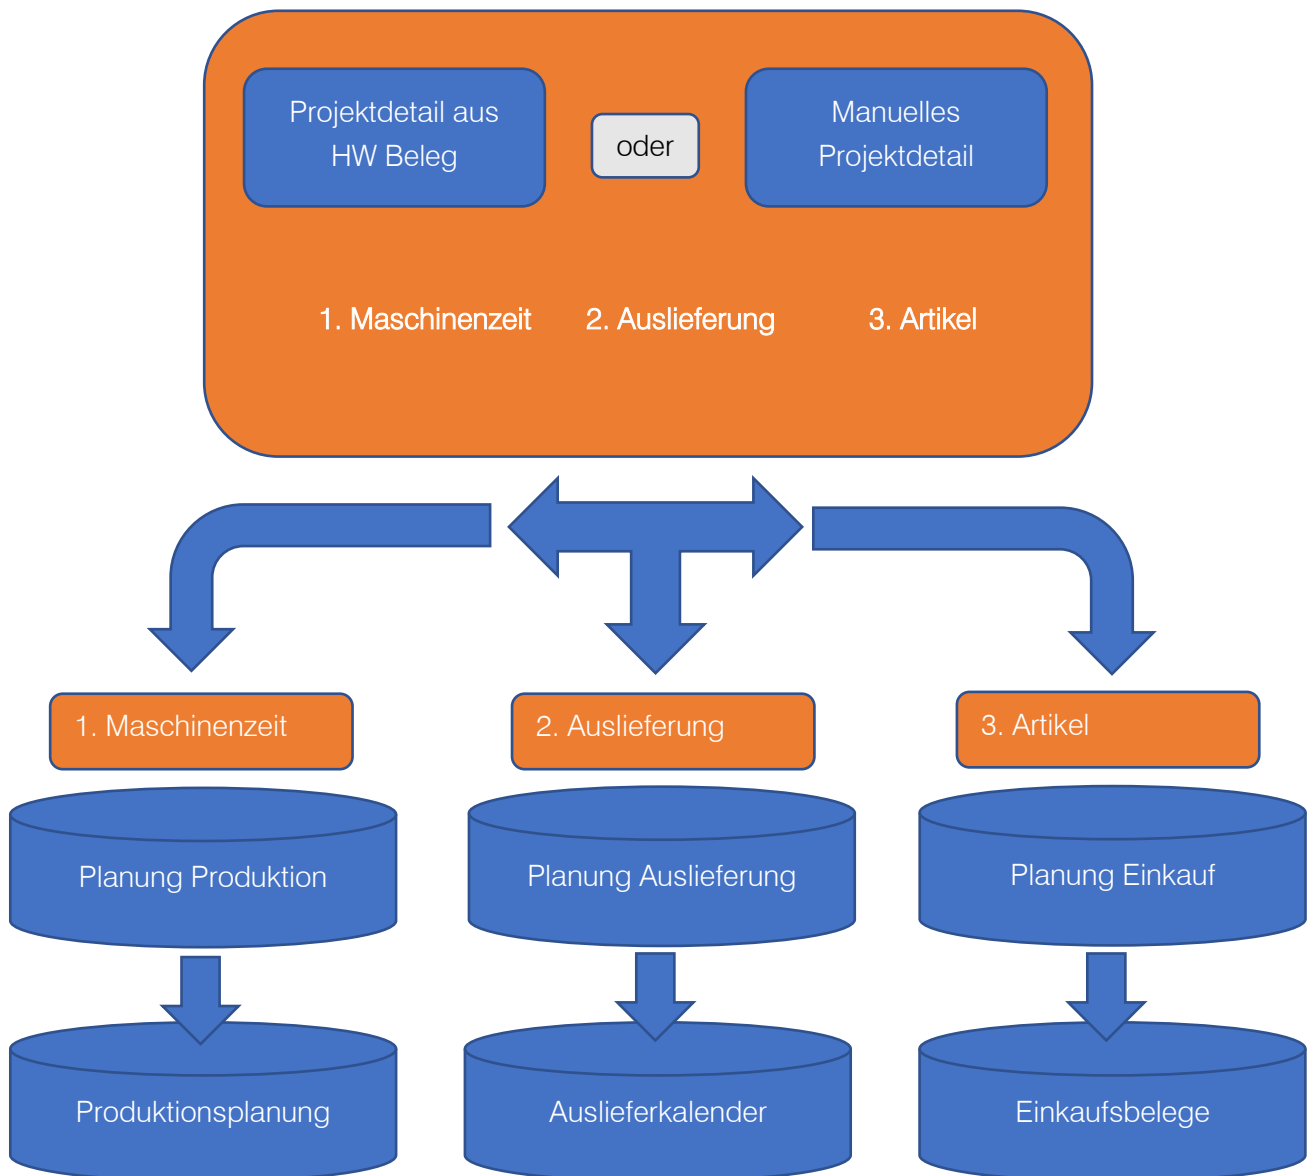 Projektdetail aus
HW Beleg
oder
Manuelles
Projektdetail
1. Maschinenzeit
2. Auslieferung
3. Artikel
1. Maschinenzeit
2. Auslieferung
3. Artikel
Planung Produktion
Planung Auslieferung
Planung Einkauf
Produktionsplanung
Auslieferkalender
Einkaufsbelege